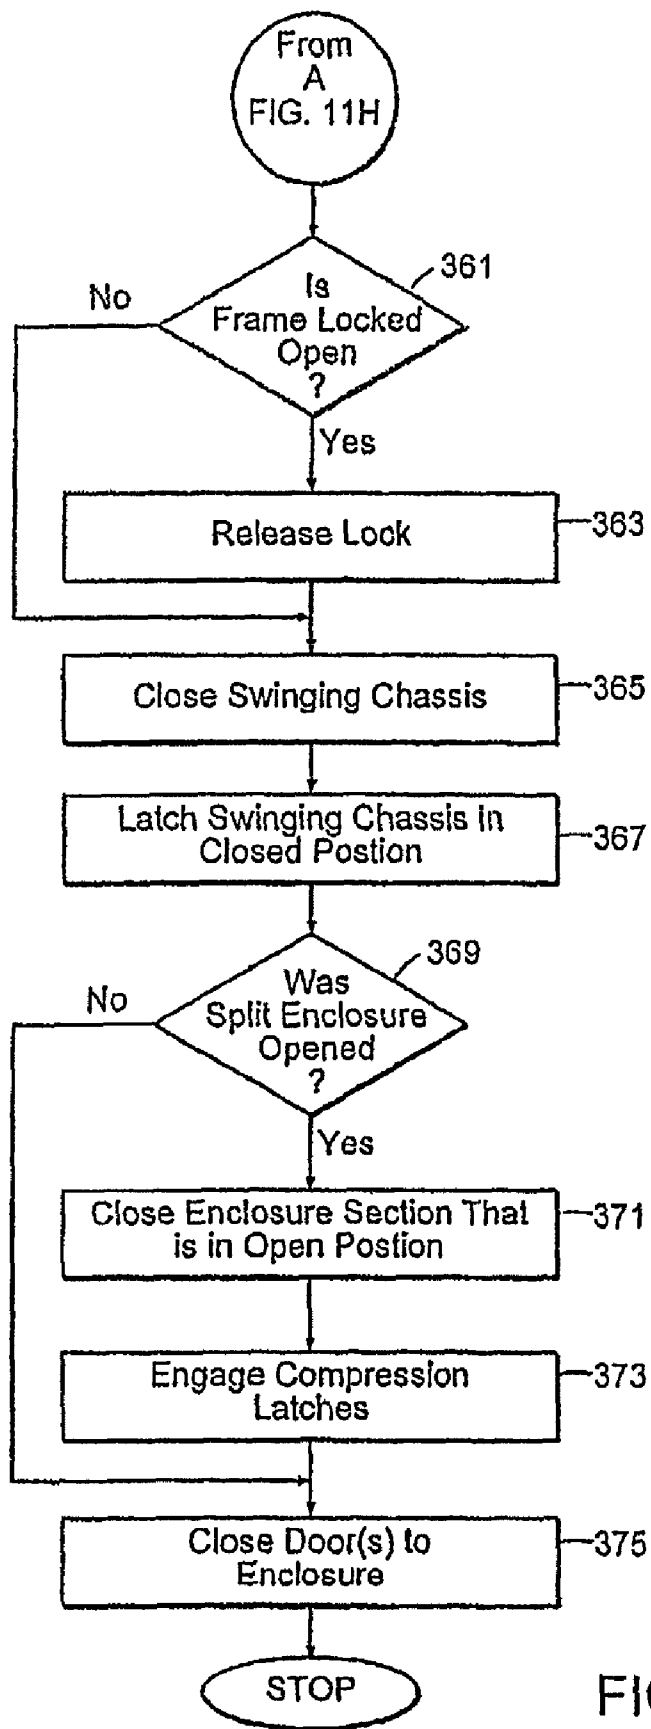 From
A
FIG. 11H
361
No
Is
Frame Locked
Open
?
Yes
Release Lock
363
Close Swinging Chassis
365
Latch Swinging Chassis in
Closed Postion
367
369
No
Was
Split Enclosure
Opened
?
Yes
Close Enclosure Section That
is in Open Postion
371
Engage Compression
Latches
373
Close Door(s) to
Enclosure
375
STOP